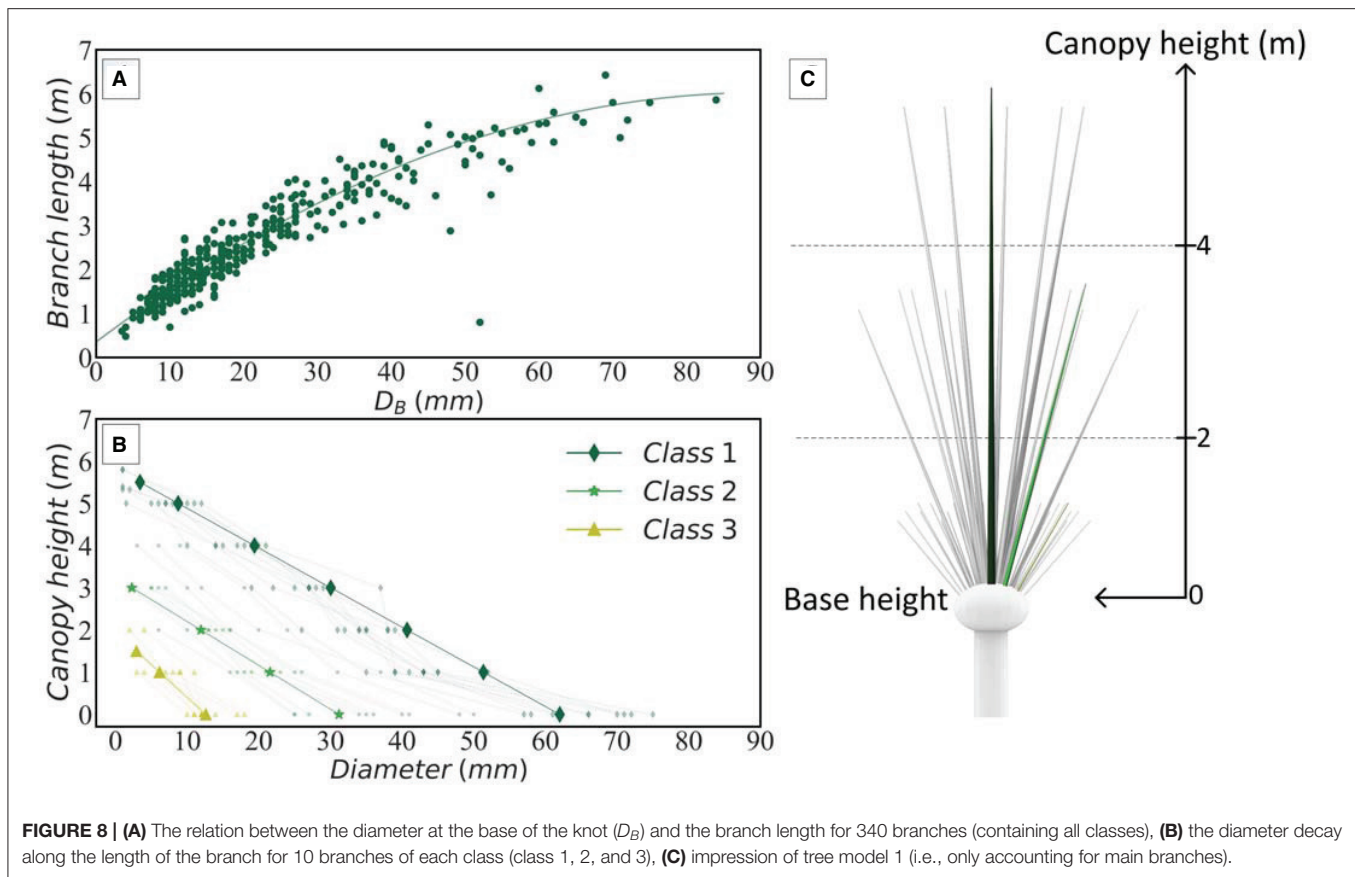 A
Branch length (m)
7
6
5
4
3
2
1
0
0 10 20 30 40 50 60 70 80 90
D_B (mm)
B
Canopy height (m)
7
6
5
4
3
2
1
0
Class 1
Class 2
Class 3
0 10 20 30 40 50 60 70 80 90
Diameter (mm)
C
Canopy height (m)
4
2
0
Base height
FIGURE 8 | (A) The relation between the diameter at the base of the knot (D_B) and the branch length for 340 branches (containing all classes), (B) the diameter decay
along the length of the branch for 10 branches of each class (class 1, 2, and 3), (C) impression of tree model 1 (i.e., only accounting for main branches).